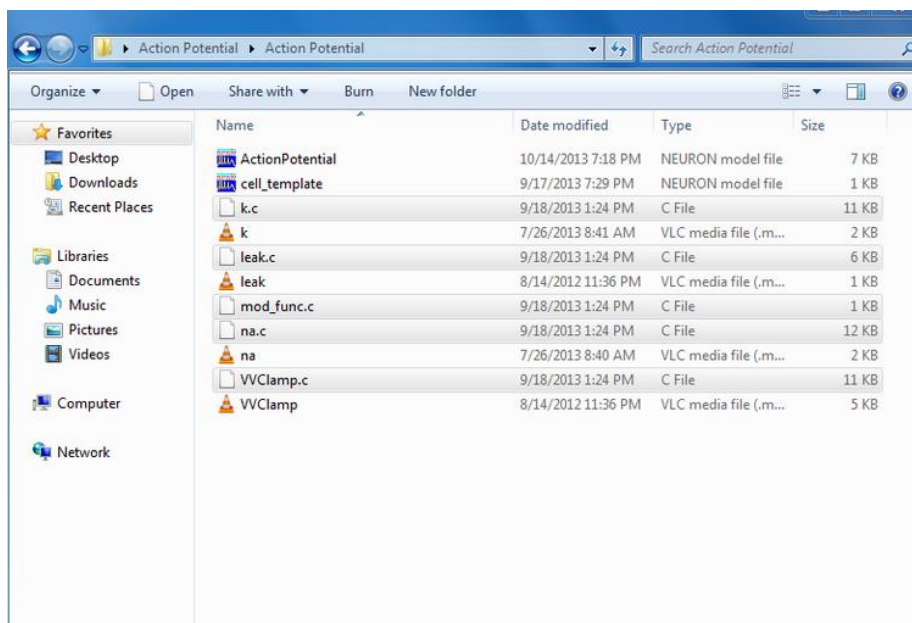 Action Potential Action Potential
Search Action Potential
Organize Open Share with Burn New folder
Name Date modified Type Size
Favorites
Desktop
Downloads
Recent Places
Libraries
Documents
Music
Pictures
Videos
Computer
Network
ActionPotential 10/14/2013 7:18 PM NEURON model file 7 KB
cell_template 9/17/2013 7:29 PM NEURON model file 1 KB
k.c 9/18/2013 1:24 PM C File 11 KB
k 7/26/2013 8:41 AM VLC media file (.m... 2 KB
leak.c 9/18/2013 1:24 PM C File 6 KB
leak 8/14/2012 11:36 PM VLC media file (.m... 1 KB
mod_func.c 9/18/2013 1:24 PM C File 1 KB
na.c 9/18/2013 1:24 PM C File 12 KB
na 7/26/2013 8:40 AM VLC media file (.m... 2 KB
VVClamp.c 9/18/2013 1:24 PM C File 11 KB
VVClamp 8/14/2012 11:36 PM VLC media file (.m... 5 KB